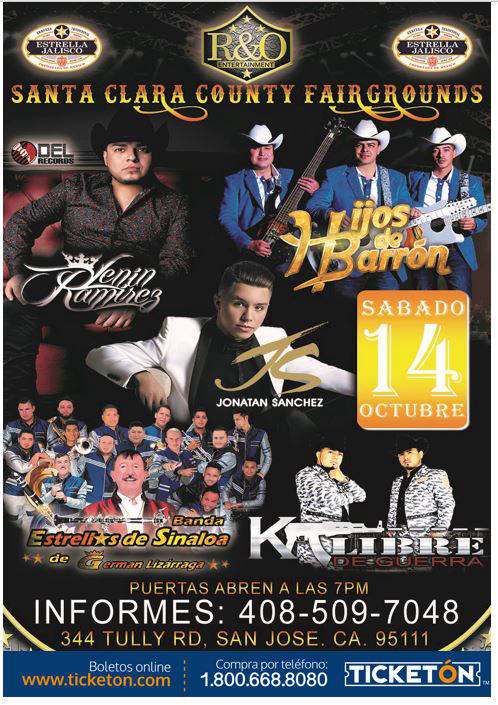 ESTRELLA
JALISCO
R&O
ENTERTAINMENT
ESTRELLA
JALISCO
SANTA CLARA COUNTY FAIRGROUNDS
DEL
RECORDS
Lenin
Ramirez
Hijos
de
Barrón
SABADO
14
OCTUBRE
JS
JONATAN SANCHEZ
Banda
Estrellas de Sinaloa
de German Lizárraga
KALIBRE
DE GUERRA
PUERTAS ABREN A LAS 7PM
INFORMES: 408-509-7048
344 TULLY RD, SAN JOSE, CA. 95111
Boletos online
www.ticketon.com
Compra por teléfono:
1.800.668.8080
TICKETÓN
TM